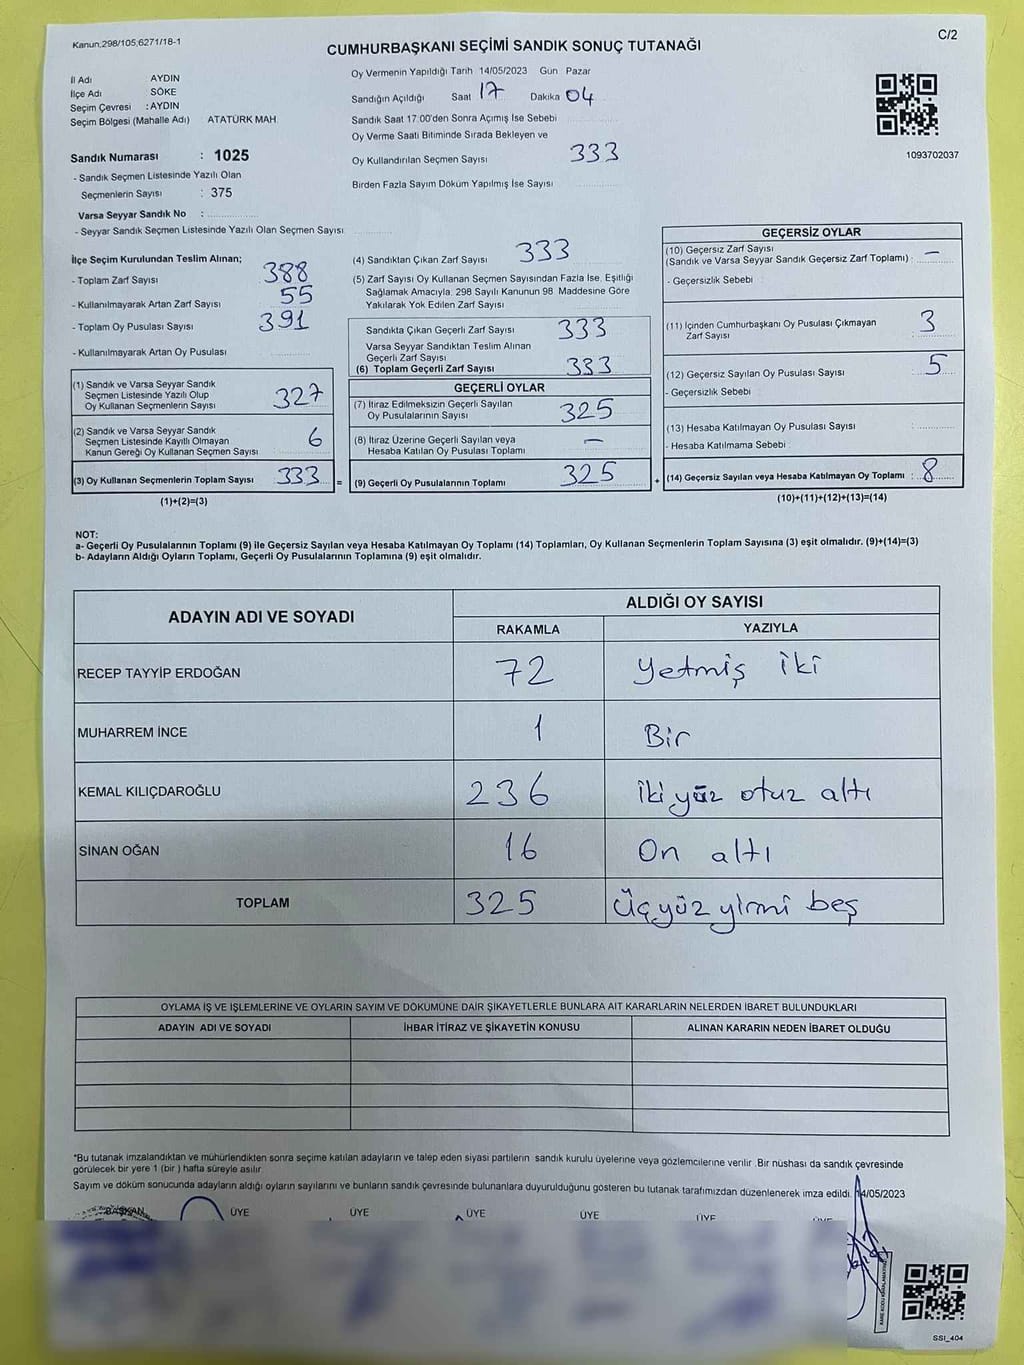 Kanun;298/105;6271/18-1
C/2
CUMHURBAŞKANI SEÇİMİ SANDIK SONUÇ TUTANAĞI
İl Adı AYDIN
İlçe Adı SÖKE
Seçim Çevresi : AYDIN
Seçim Bölgesi (Mahalle Adı) ATATÜRK MAH.
Sandık Numarası : 1025
- Sandık Seçmen Listesinde Yazılı Olan
Seçmenlerin Sayısı : 375
Varsa Seyyar Sandık No :
- Seyyar Sandık Seçmen Listesinde Yazılı Olan Seçmen Sayısı:
Oy Vermenin Yapıldığı Tarih 14/05/2023 Gün Pazar
Sandığın Açıldığı Saat 17 Dakika 04
Sandık Saat 17:00'den Sonra Açımış İse Sebebi
Oy Verme Saati Bitiminde Sırada Bekleyen ve
Oy Kullandırılan Seçmen Sayısı 333
Birden Fazla Sayım Döküm Yapılmış İse Sayısı
1093702037
İlçe Seçim Kurulundan Teslim Alınan;
- Toplam Zarf Sayısı 388
- Kullanılmayarak Artan Zarf Sayısı 55
- Toplam Oy Pusulası Sayısı 391
- Kullanılmayarak Artan Oy Pusulası
(1) Sandık ve Varsa Seyyar Sandık
Seçmen Listesinde Yazılı Olup
Oy Kullanan Seçmenlerin Sayısı 327
(2) Sandık ve Varsa Seyyar Sandık
Seçmen Listesinde Kayıtlı Olmayan
Kanun Gereği Oy Kullanan Seçmen Sayısı 6
(3) Oy Kullanan Seçmenlerin Toplam Sayısı 333 =
(1)+(2)=(3)
(4) Sandıktan Çıkan Zarf Sayısı 333
(5) Zarf Sayısı Oy Kullanan Seçmen Sayısından Fazla İse, Eşitliği
Sağlamak Amacıyla; 298 Sayılı Kanunun 98. Maddesine Göre
Yakılarak Yok Edilen Zarf Sayısı
Sandıkta Çıkan Geçerli Zarf Sayısı 333
Varsa Seyyar Sandıktan Teslim Alınan
Geçerli Zarf Sayısı
(6) Toplam Geçerli Zarf Sayısı 333
GEÇERLİ OYLAR
(7) İtiraz Edilmeksizin Geçerli Sayılan
Oy Pusulalarının Sayısı 325
(8) İtiraz Üzerine Geçerli Sayılan veya
Hesaba Katılan Oy Pusulası Toplamı —
(9) Geçerli Oy Pusulalarının Toplamı 325 +
GEÇERSİZ OYLAR
(10) Geçersiz Zarf Sayısı
(Sandık ve Varsa Seyyar Sandık Geçersiz Zarf Toplamı) : —
- Geçersizlik Sebebi :
(11) İçinden Cumhurbaşkanı Oy Pusulası Çıkmayan
Zarf Sayısı 3
(12) Geçersiz Sayılan Oy Pusulası Sayısı 5
- Geçersizlik Sebebi :
(13) Hesaba Katılmayan Oy Pusulası Sayısı :
- Hesaba Katılmama Sebebi :
(14) Geçersiz Sayılan veya Hesaba Katılmayan Oy Toplamı : 8
(10)+(11)+(12)+(13)=(14)
NOT:
a- Geçerli Oy Pusulalarının Toplamı (9) ile Geçersiz Sayılan veya Hesaba Katılmayan Oy Toplamı (14) Toplamları, Oy Kullanan Seçmenlerin Toplam Sayısına (3) eşit olmalıdır. (9)+(14)=(3)
b- Adayların Aldığı Oyların Toplamı, Geçerli Oy Pusulalarının Toplamına (9) eşit olmalıdır.
ADAYIN ADI VE SOYADI ALDIĞI OY SAYISI
RAKAMLA YAZIYLA
RECEP TAYYİP ERDOĞAN 72 Yetmiş iki
MUHARREM İNCE 1 Bir
KEMAL KILIÇDAROĞLU 236 iki yüz otuz altı
SİNAN OĞAN 16 On altı
TOPLAM 325 üçyüz yirmi beş
OYLAMA İŞ VE İŞLEMLERİNE VE OYLARIN SAYIM VE DÖKÜMÜNE DAİR ŞİKAYETLERLE BUNLARA AİT KARARLARIN NELERDEN İBARET BULUNDUKLARI
ADAYIN ADI VE SOYADI İHBAR İTİRAZ VE ŞİKAYETİN KONUSU ALINAN KARARIN NEDEN İBARET OLDUĞU
*Bu tutanak imzalandıktan ve mühürlendikten sonra seçime katılan adayların ve talep eden siyasi partilerin sandık kurulu üyelerine veya gözlemcilerine verilir. Bir nüshası da sandık çevresinde
görülecek bir yere 1 (bir) hafta süreyle asılır.
Sayım ve döküm sonucunda adayların aldığı oyların sayılarını ve bunların sandık çevresinde bulunanlara duyurulduğunu gösteren bu tutanak tarafımızdan düzenlenerek imza edildi. 14/05/2023
BAŞKAN ÜYE ÜYE ÜYE ÜYE ÜYE ÜYE
SSI_404